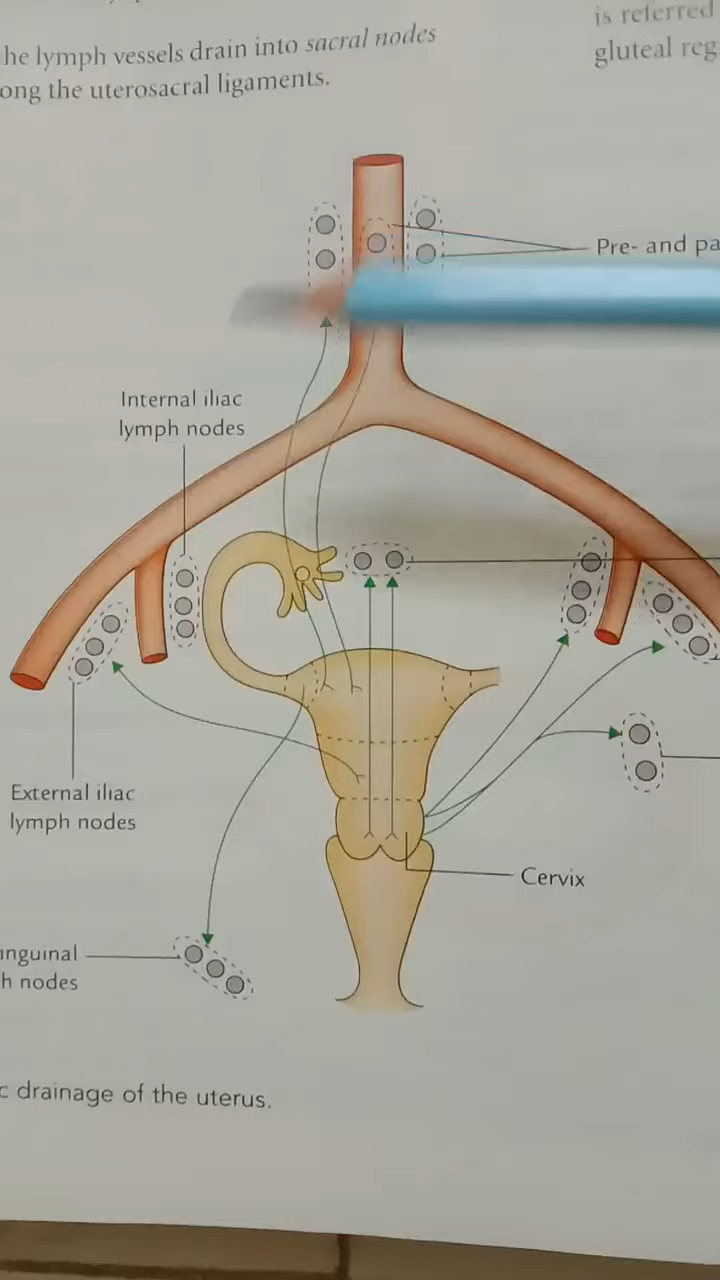 the lymph vessels drain into sacral nodes
ong the uterosacral ligaments.
is referred
gluteal reg
Pre- and pa
Internal iliac
lymph nodes
External iliac
lymph nodes
Cervix
inguinal
h nodes
c drainage of the uterus.